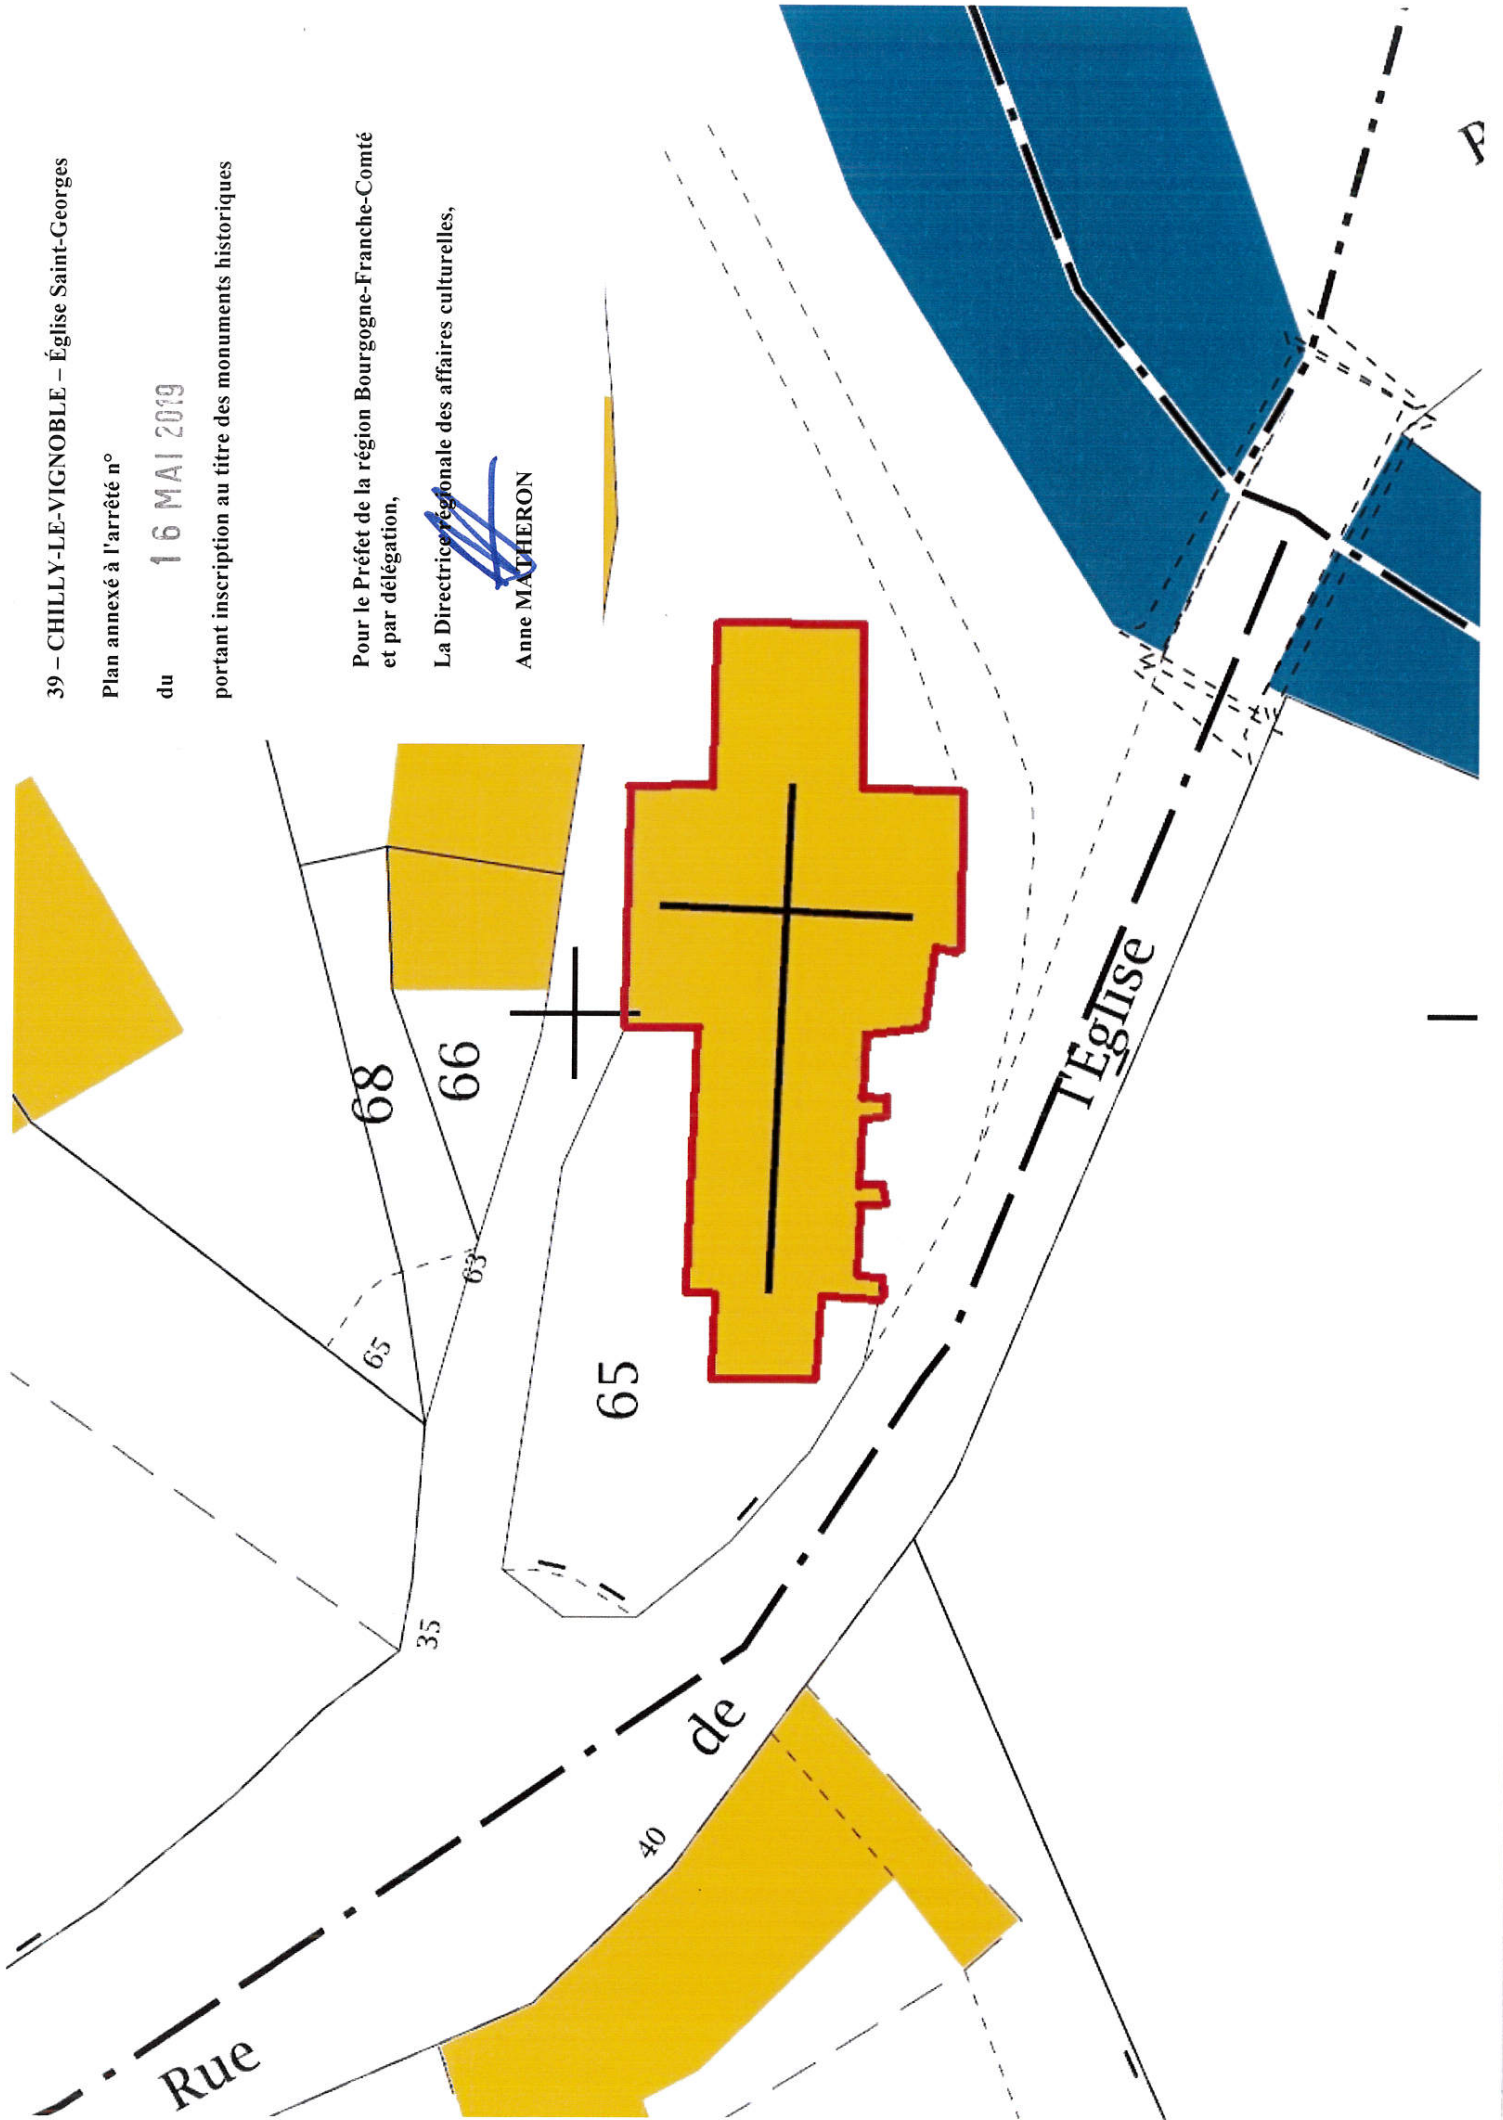 39 – CHILLY-LE-VIGNOBLE – Église Saint-Georges
Plan annexé à l'arrêté n°
du 16 MAI 2019
portant inscription au titre des monuments historiques
Pour le Préfet de la région Bourgogne-Franche-Comté
et par délégation,
La Directrice régionale des affaires culturelles,
Anne MATHERON
68
66
63
65
65
35
40
Rue
de
l'Eglise